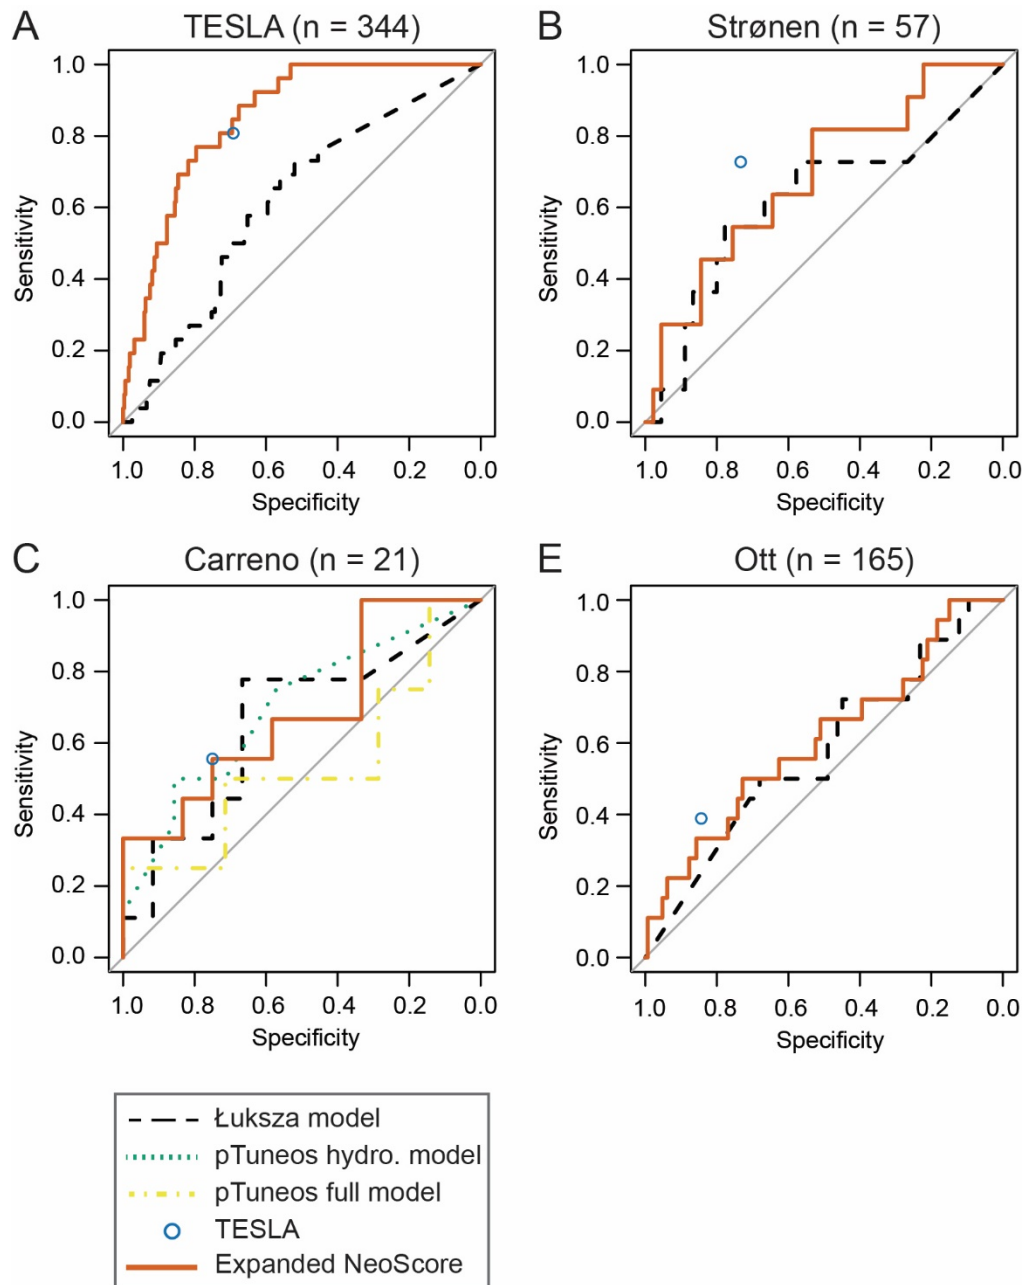 A TESLA (n = 344)
1.0
0.8
0.6
0.4
0.2
0.0
Sensitivity
1.0 0.8 0.6 0.4 0.2 0.0
Specificity
B Strønen (n = 57)
1.0
0.8
0.6
0.4
0.2
0.0
Sensitivity
1.0 0.8 0.6 0.4 0.2 0.0
Specificity
C Carreno (n = 21)
1.0
0.8
0.6
0.4
0.2
0.0
Sensitivity
1.0 0.8 0.6 0.4 0.2 0.0
Specificity
E Ott (n = 165)
1.0
0.8
0.6
0.4
0.2
0.0
Sensitivity
1.0 0.8 0.6 0.4 0.2 0.0
Specificity
Łuksza model
pTuneos hydro. model
pTuneos full model
TESLA
Expanded NeoScore